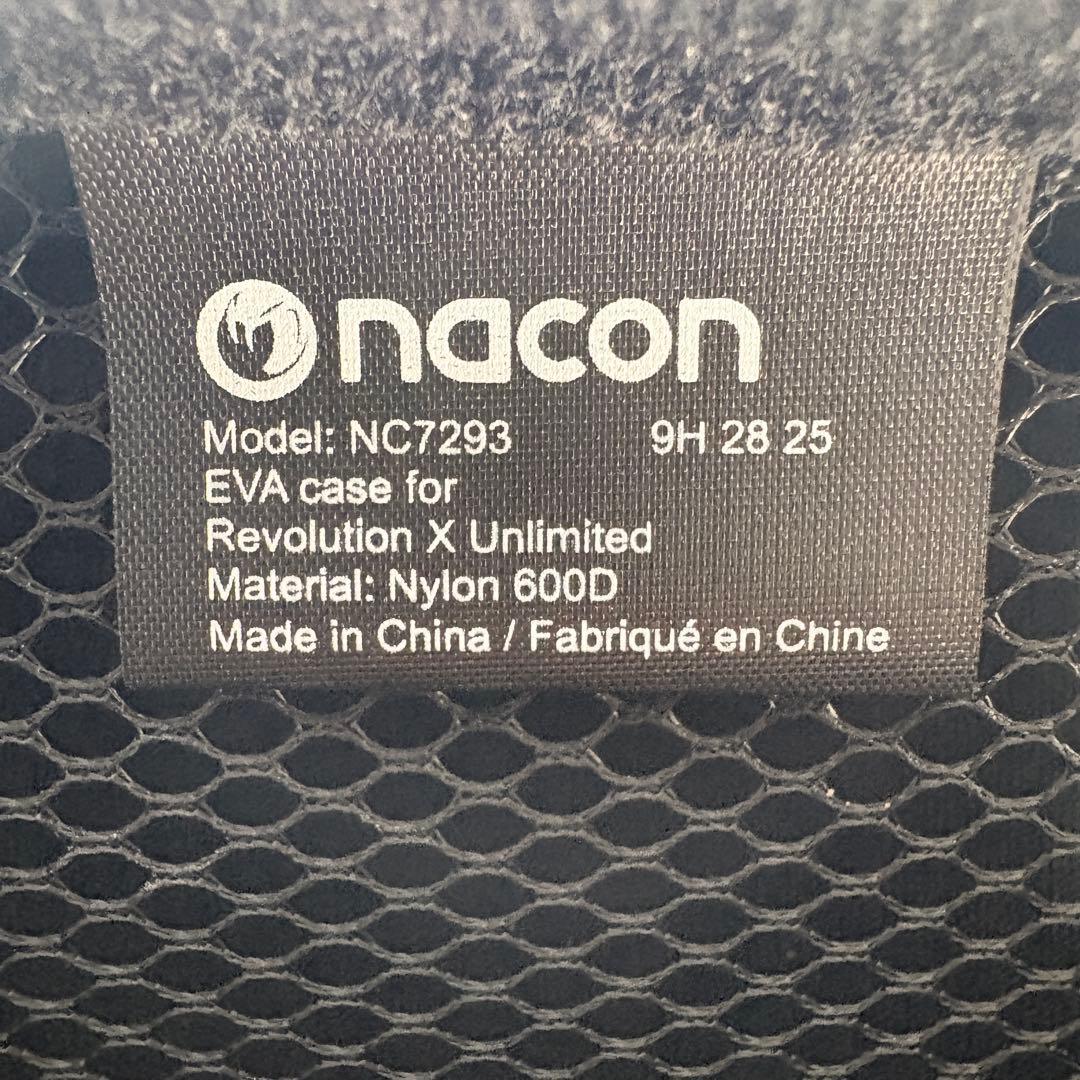 nacon
Model: NC7293 9H 28 25
EVA case for
Revolution X Unlimited
Material: Nylon 600D
Made in China / Fabriqué en Chine